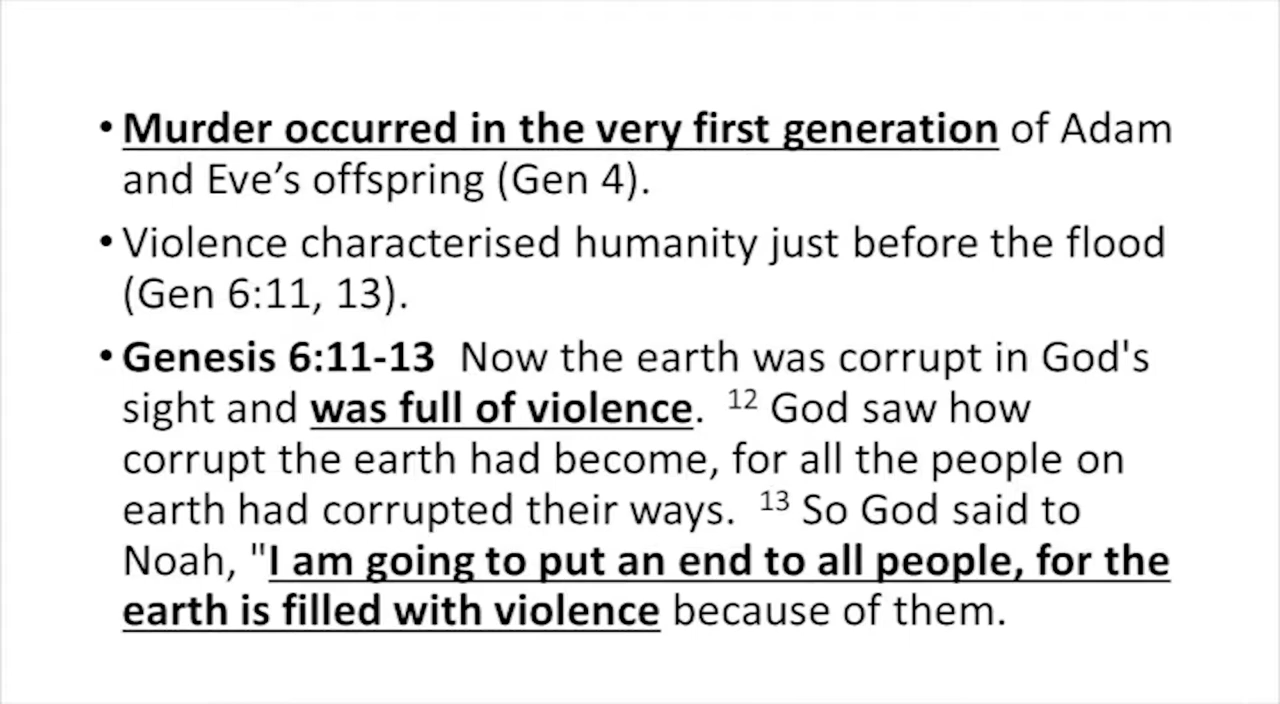 • Murder occurred in the very first generation of Adam
and Eve’s offspring (Gen 4).
• Violence characterised humanity just before the flood
(Gen 6:11, 13).
• Genesis 6:11-13 Now the earth was corrupt in God's
sight and was full of violence. 12 God saw how
corrupt the earth had become, for all the people on
earth had corrupted their ways. 13 So God said to
Noah, "I am going to put an end to all people, for the
earth is filled with violence because of them.